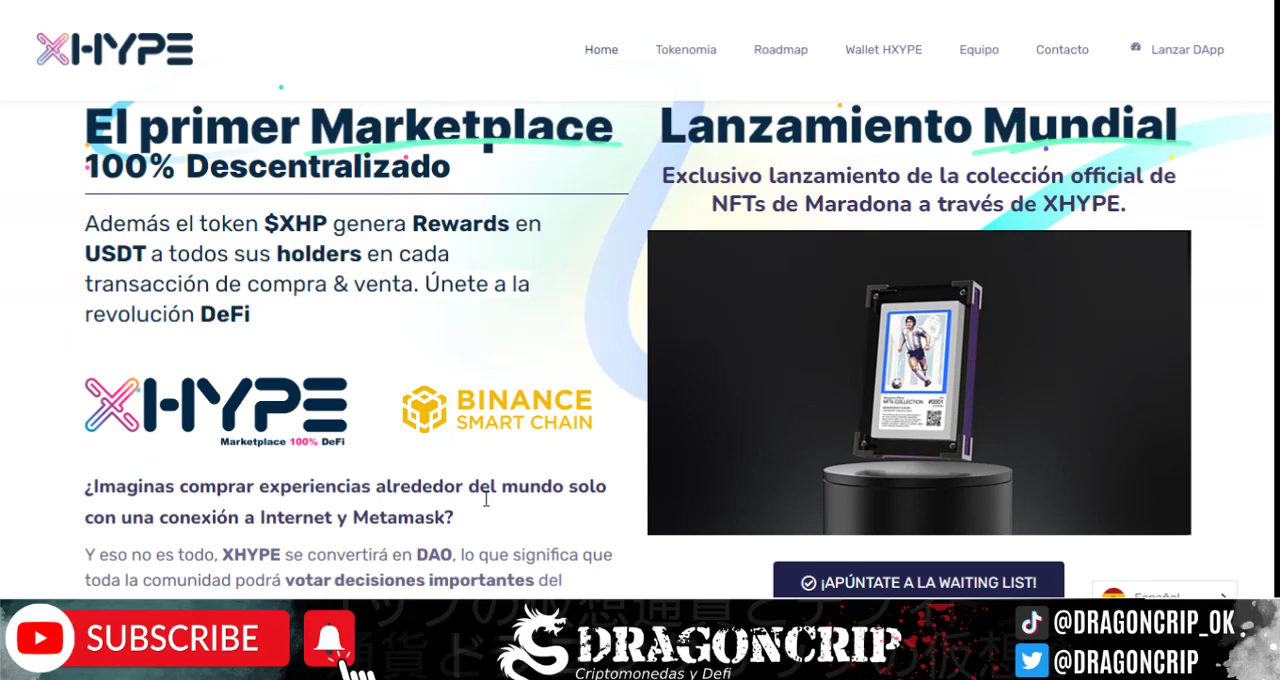 XHYPE
Home
Tokenomia
Roadmap
Wallet HXYPE
Equipo
Contacto
Lanzar DApp
El primer Marketplace
100% Descentralizado
Además el token $XHP genera Rewards en
USDT a todos sus holders en cada
transacción de compra & venta. Únete a la
revolución DeFi
XHYPE
Marketplace 100% DeFi
BINANCE
SMART CHAIN
¿Imaginas comprar experiencias alrededor del mundo solo
con una conexión a Internet y Metamask?
Y eso no es todo, XHYPE se convertirá en DAO, lo que significa que
toda la comunidad podrá votar decisiones importantes del
Lanzamiento Mundial
Exclusivo lanzamiento de la colección official de
NFTs de Maradona a través de XHYPE.
NFTs COLLECTION #0001
¡APÚNTATE A LA WAITING LIST!
Español
SUBSCRIBE
DRAGONCRIP
Criptomonedas y Defi
@DRAGONCRIP_OK
@DRAGONCRIP